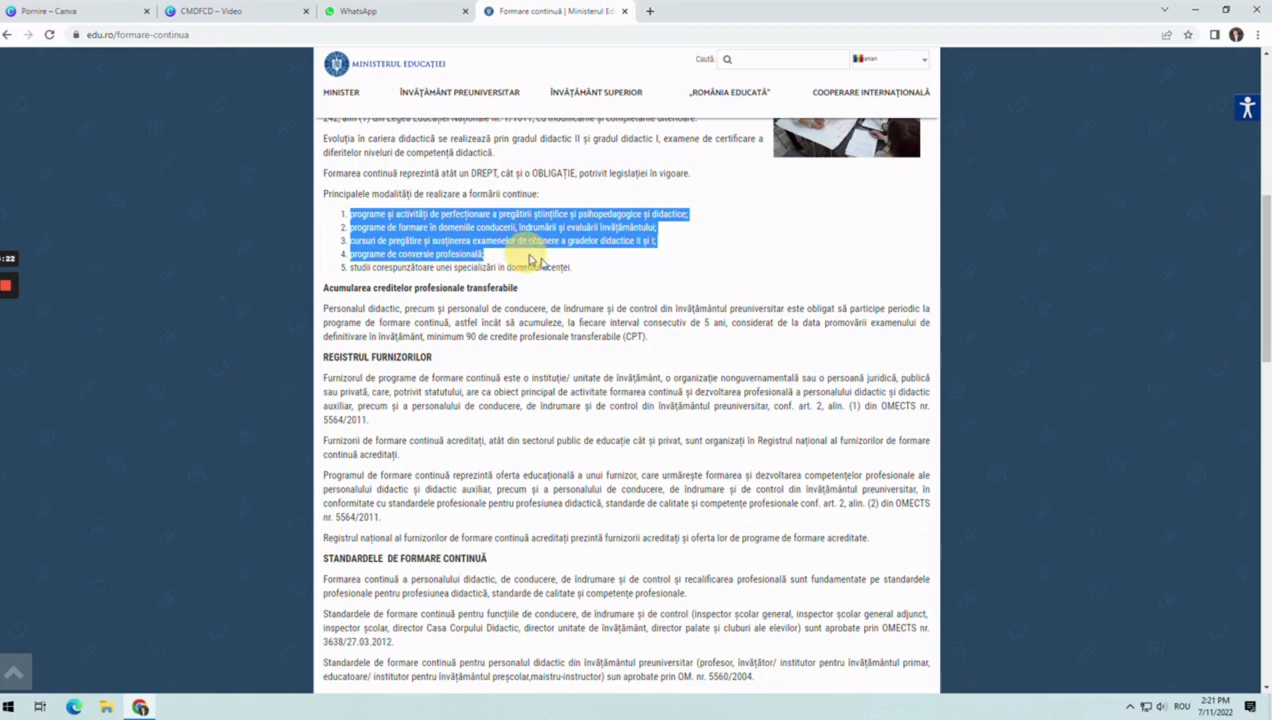 Pornire – Canva
CMDFCD – Video
WhatsApp
Formare continuă | Ministerul Ed
edu.ro/formare-continua
MINISTERUL EDUCAȚIEI
Caută:
MINISTER
ÎNVĂȚĂMÂNT PREUNIVERSITAR
ÎNVĂȚĂMÂNT SUPERIOR
„ROMÂNIA EDUCATĂ”
COOPERARE INTERNAȚIONALĂ
Evoluția în cariera didactică se realizează prin gradul didactic II și gradul didactic I, examene de certificare a
diferitelor niveluri de competență didactică.
Formarea continuă reprezintă atât un DREPT, cât și o OBLIGAȚIE, potrivit legislației în vigoare.
Principalele modalități de realizare a formării continue:
1. programe și activități de perfecționare a pregătirii științifice și psihopedagogice și didactice;
2. programe de formare în domeniile conducerii, îndrumării și evaluării învățământului;
3. cursuri de pregătire și susținerea examenelor de obținere a gradelor didactice II și I;
4. programe de conversie profesională;
5. studii corespunzătoare unei specializări în domeniul licenței.
Acumularea creditelor profesionale transferabile
Personalul didactic, precum și personalul de conducere, de îndrumare și de control din învățământul preuniversitar este obligat să participe periodic la
programe de formare continuă, astfel încât să acumuleze, la fiecare interval consecutiv de 5 ani, considerat de la data promovării examenului de
definitivare în învățământ, minimum 90 de credite profesionale transferabile (CPT).
REGISTRUL FURNIZORILOR
Furnizorul de programe de formare continuă este o instituție/ unitate de învățământ, o organizație nonguvernamentală sau o persoană juridică, publică
sau privată, care, potrivit statutului, are ca obiect principal de activitate formarea continuă și dezvoltarea profesională a personalului didactic și didactic
auxiliar, precum și a personalului de conducere, de îndrumare și de control din învățământul preuniversitar, conf. art. 2, alin. (1) din OMECTS nr.
5564/2011.
Furnizorii de formare continuă acreditați, atât din sectorul public de educație cât și privat, sunt organizați în Registrul național al furnizorilor de formare
continuă acreditați.
Programul de formare continuă reprezintă oferta educațională a unui furnizor, care urmărește formarea și dezvoltarea competențelor profesionale ale
personalului didactic și didactic auxiliar, precum și a personalului de conducere, de îndrumare și de control din învățământul preuniversitar, în
conformitate cu standardele profesionale pentru profesiunea didactică, standarde de calitate și competențe profesionale conf. art. 2, alin. (2) din OMECTS
nr. 5564/2011.
Registrul național al furnizorilor de formare continuă acreditați prezintă furnizorii acreditați și oferta lor de programe de formare acreditate.
STANDARDELE DE FORMARE CONTINUĂ
Formarea continuă a personalului didactic, de conducere, de îndrumare și de control și recalificarea profesională sunt fundamentate pe standardele
profesionale pentru profesiunea didactică, standarde de calitate și competențe profesionale.
Standardele de formare continuă pentru funcțiile de conducere, de îndrumare și de control (inspector școlar general, inspector școlar general adjunct,
inspector școlar, director Casa Corpului Didactic, director unitate de învățământ, director palate și cluburi ale elevilor) sunt aprobate prin OMECTS nr.
3638/27.03.2012.
Standardele de formare continuă pentru personalul didactic din învățământul preuniversitar (profesor, învățător/ institutor pentru învățământul primar,
educatoare/ institutor pentru învățământul preșcolar,maistru-instructor) sun aprobate prin OM. nr. 5560/2004.
:22
ROU
2:21 PM
7/11/2022